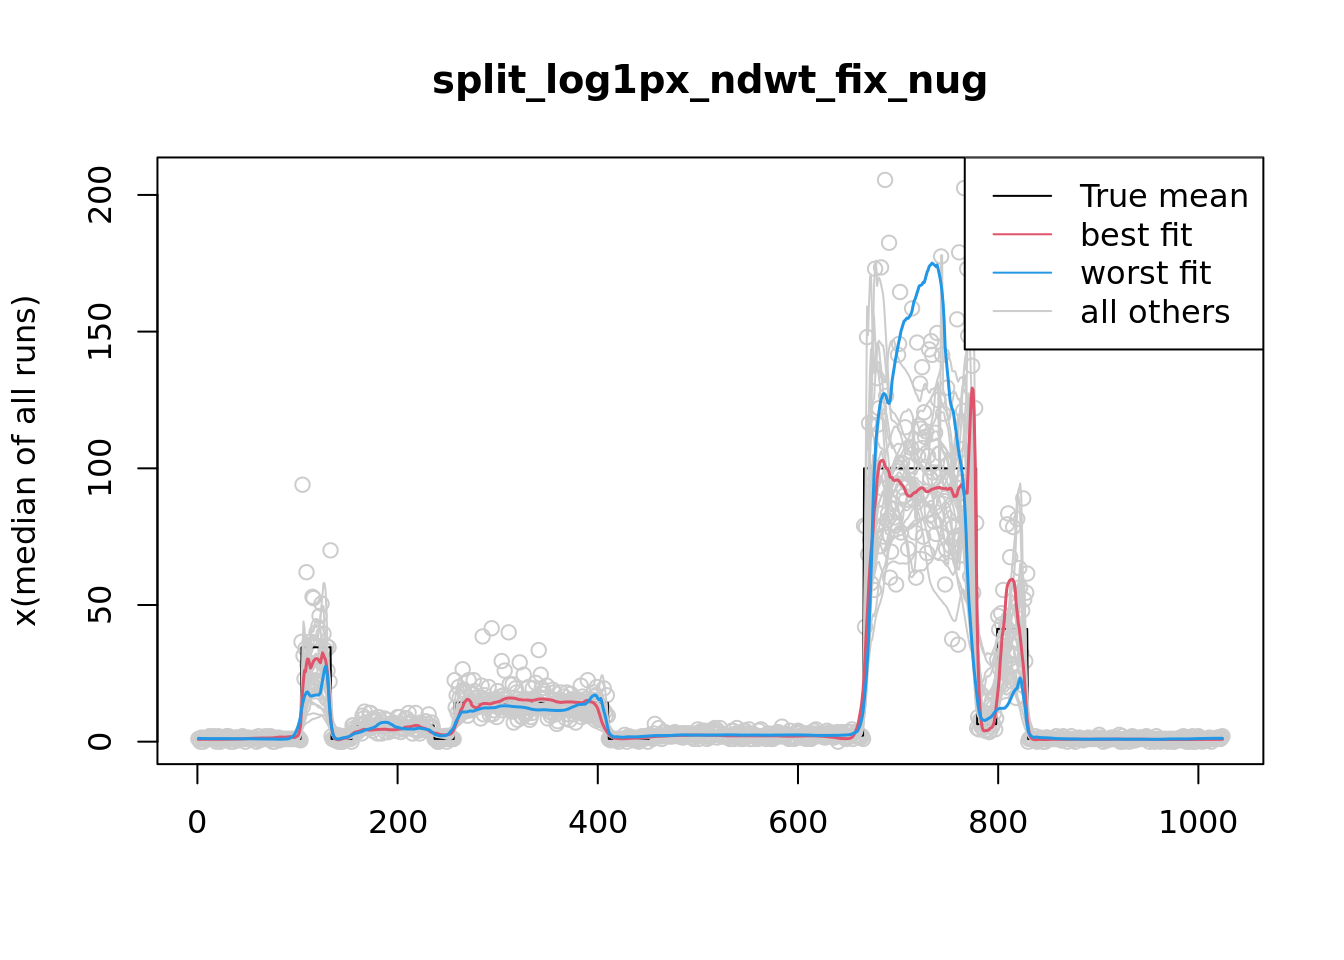 split_log1px_ndwt_fix_nug
x(median of all runs)
200
150
100
50
0
True mean
best fit
worst fit
all others
0 200 400 600 800 1000